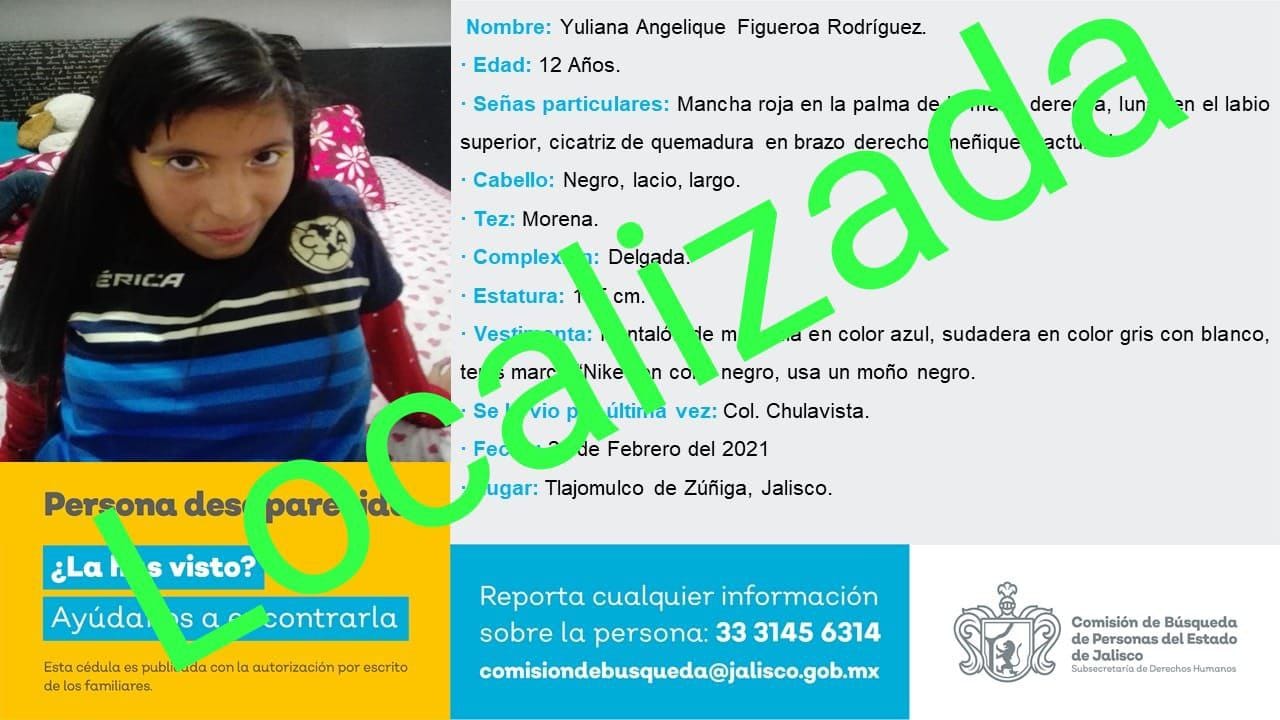 Nombre: Yuliana Angelique Figueroa Rodríguez.
· Edad: 12 Años.
· Señas particulares: Mancha roja en la palma de derecha, en el labio
superior, cicatriz de quemadura en brazo derecho, meñique
· Cabello: Negro, lacio, largo.
· Tez: Morena.
· Complexión: Delgada.
· Estatura: cm.
· Vestimenta: de en color azul, sudadera en color gris con blanco,
tenis marca "Nike" en color negro, usa un moño negro.
· Se le vio por última vez: Col. Chulavista.
· Fecha: de Febrero del 2021
· Lugar: Tlajomulco de Zúñiga, Jalisco.
Localizada
ÉRICA
CA
Persona desaparecida
¿La has visto?
Ayúdanos a encontrarla
Esta cédula es publicada con la autorización por escrito
de los familiares.
Reporta cualquier información
sobre la persona: 33 3145 6314
comisiondebusqueda@jalisco.gob.mx
Comisión de Búsqueda
de Personas del Estado
de Jalisco
Subsecretaría de Derechos Humanos